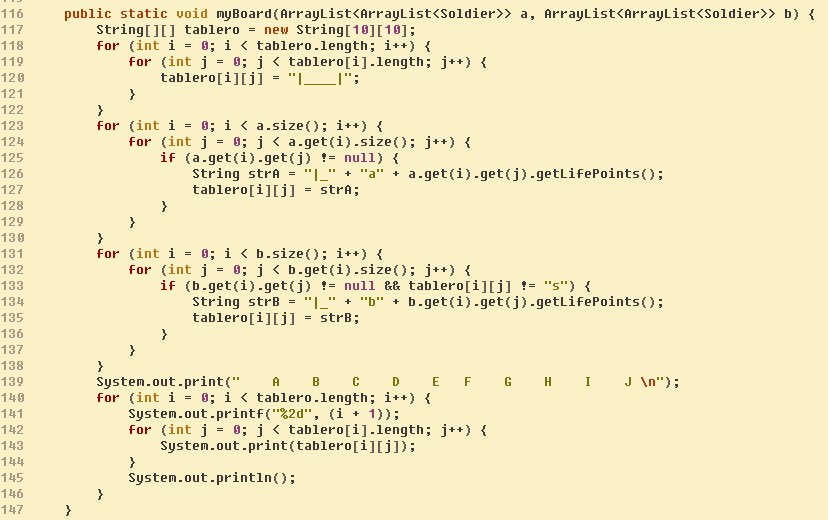 116 public static void myBoard(ArrayList<ArrayList<Soldier>> a, ArrayList<ArrayList<Soldier>> b) {
117 String[][] tablero = new String[10][10];
118 for (int i = 0; i < tablero.length; i++) {
119 for (int j = 0; j < tablero[i].length; j++) {
120 tablero[i][j] = "|____|";
121 }
122 }
123 for (int i = 0; i < a.size(); i++) {
124 for (int j = 0; j < a.get(i).size(); j++) {
125 if (a.get(i).get(j) != null) {
126 String strA = "|_" + "a" + a.get(i).get(j).getLifePoints();
127 tablero[i][j] = strA;
128 }
129 }
130 }
131 for (int i = 0; i < b.size(); i++) {
132 for (int j = 0; j < b.get(i).size(); j++) {
133 if (b.get(i).get(j) != null && tablero[i][j] != "s") {
134 String strB = "|_" + "b" + b.get(i).get(j).getLifePoints();
135 tablero[i][j] = strB;
136 }
137 }
138 }
139 System.out.print("    A    B    C    D    E   F    G    H    I    J \n");
140 for (int i = 0; i < tablero.length; i++) {
141 System.out.printf("%2d", (i + 1));
142 for (int j = 0; j < tablero[i].length; j++) {
143 System.out.print(tablero[i][j]);
144 }
145 System.out.println();
146 }
147 }